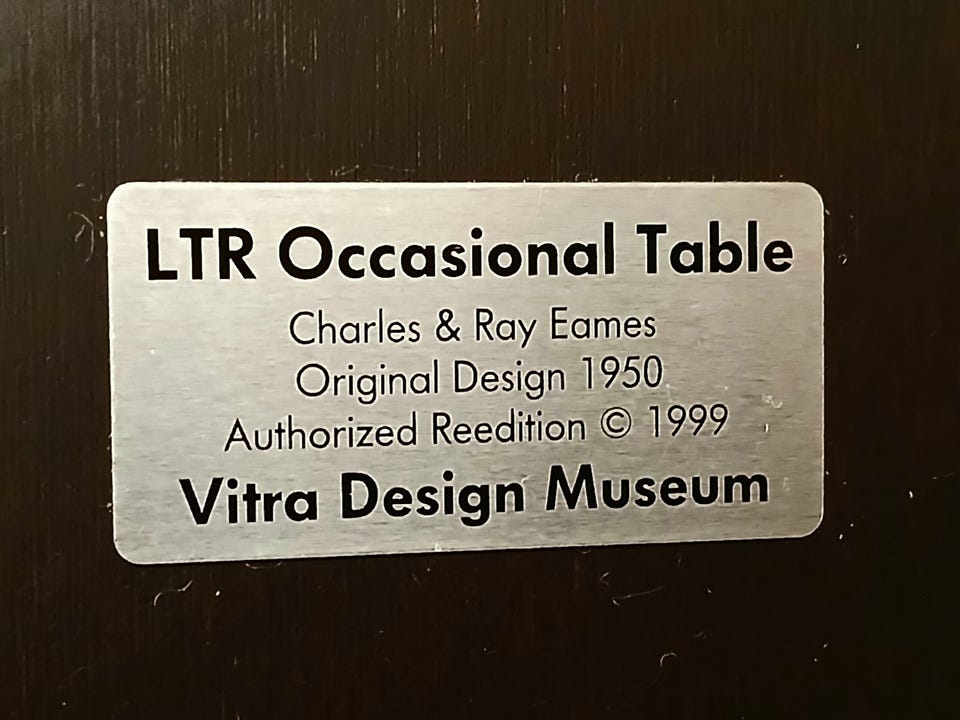 LTR Occasional Table
Charles & Ray Eames
Original Design 1950
Authorized Reedition © 1999
Vitra Design Museum